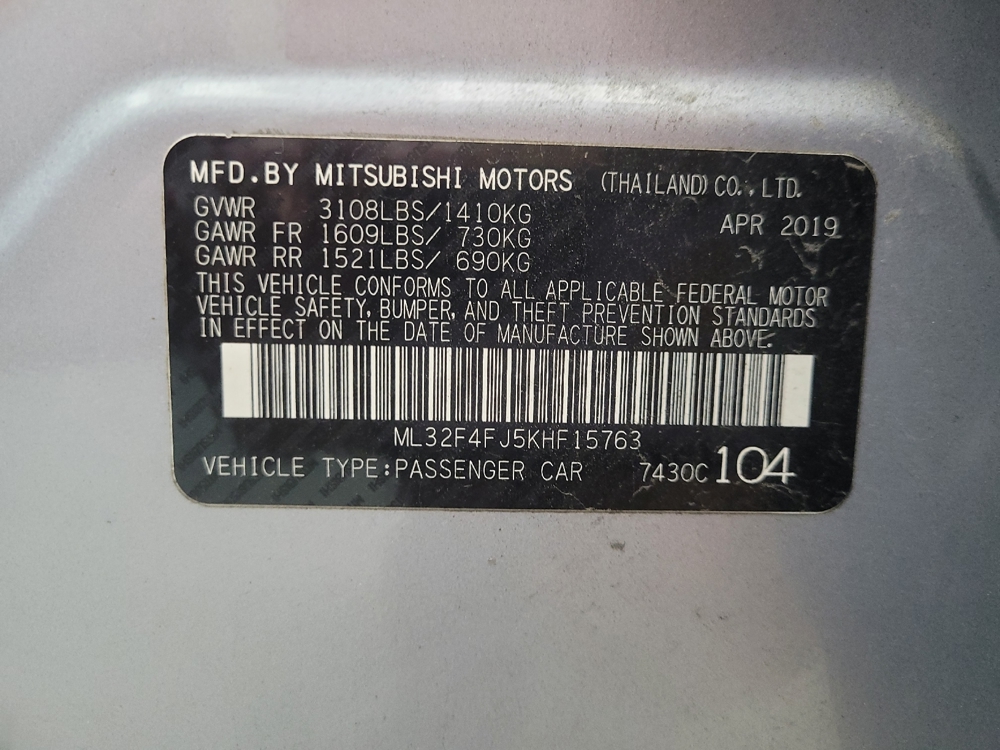 MFD.BY MITSUBISHI MOTORS (THAILAND) CO., LTD.
GVWR 3108LBS/1410KG APR 2019
GAWR FR 1609LBS/ 730KG
GAWR RR 1521LBS/ 690KG
THIS VEHICLE CONFORMS TO ALL APPLICABLE FEDERAL MOTOR
VEHICLE SAFETY, BUMPER, AND THEFT PREVENTION STANDARDS
IN EFFECT ON THE DATE OF MANUFACTURE SHOWN ABOVE.
ML32F4FJ5KHF15763
VEHICLE TYPE:PASSENGER CAR 7430C 104